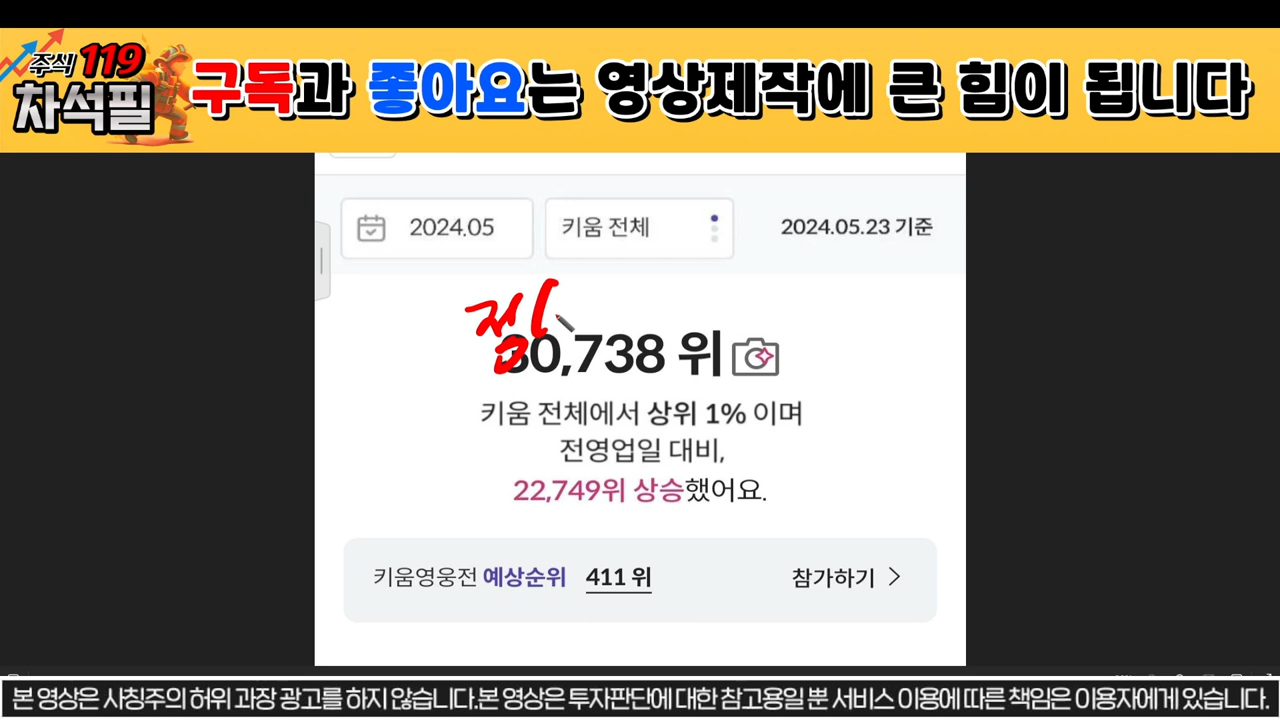 주식 119
차석필
구독과 좋아요는 영상제작에 큰 힘이 됩니다
2024.05
키움 전체
2024.05.23 기준
30,738 위
키움 전체에서 상위 1% 이며
전영업일 대비,
22,749위 상승했어요.
키움영웅전 예상순위 411 위
참가하기
본 영상은 사칭주의 허위 과장 광고를 하지 않습니다.본 영상은 투자판단에 대한 참고용일 뿐 서비스 이용에 따른 책임은 이용자에게 있습니다.